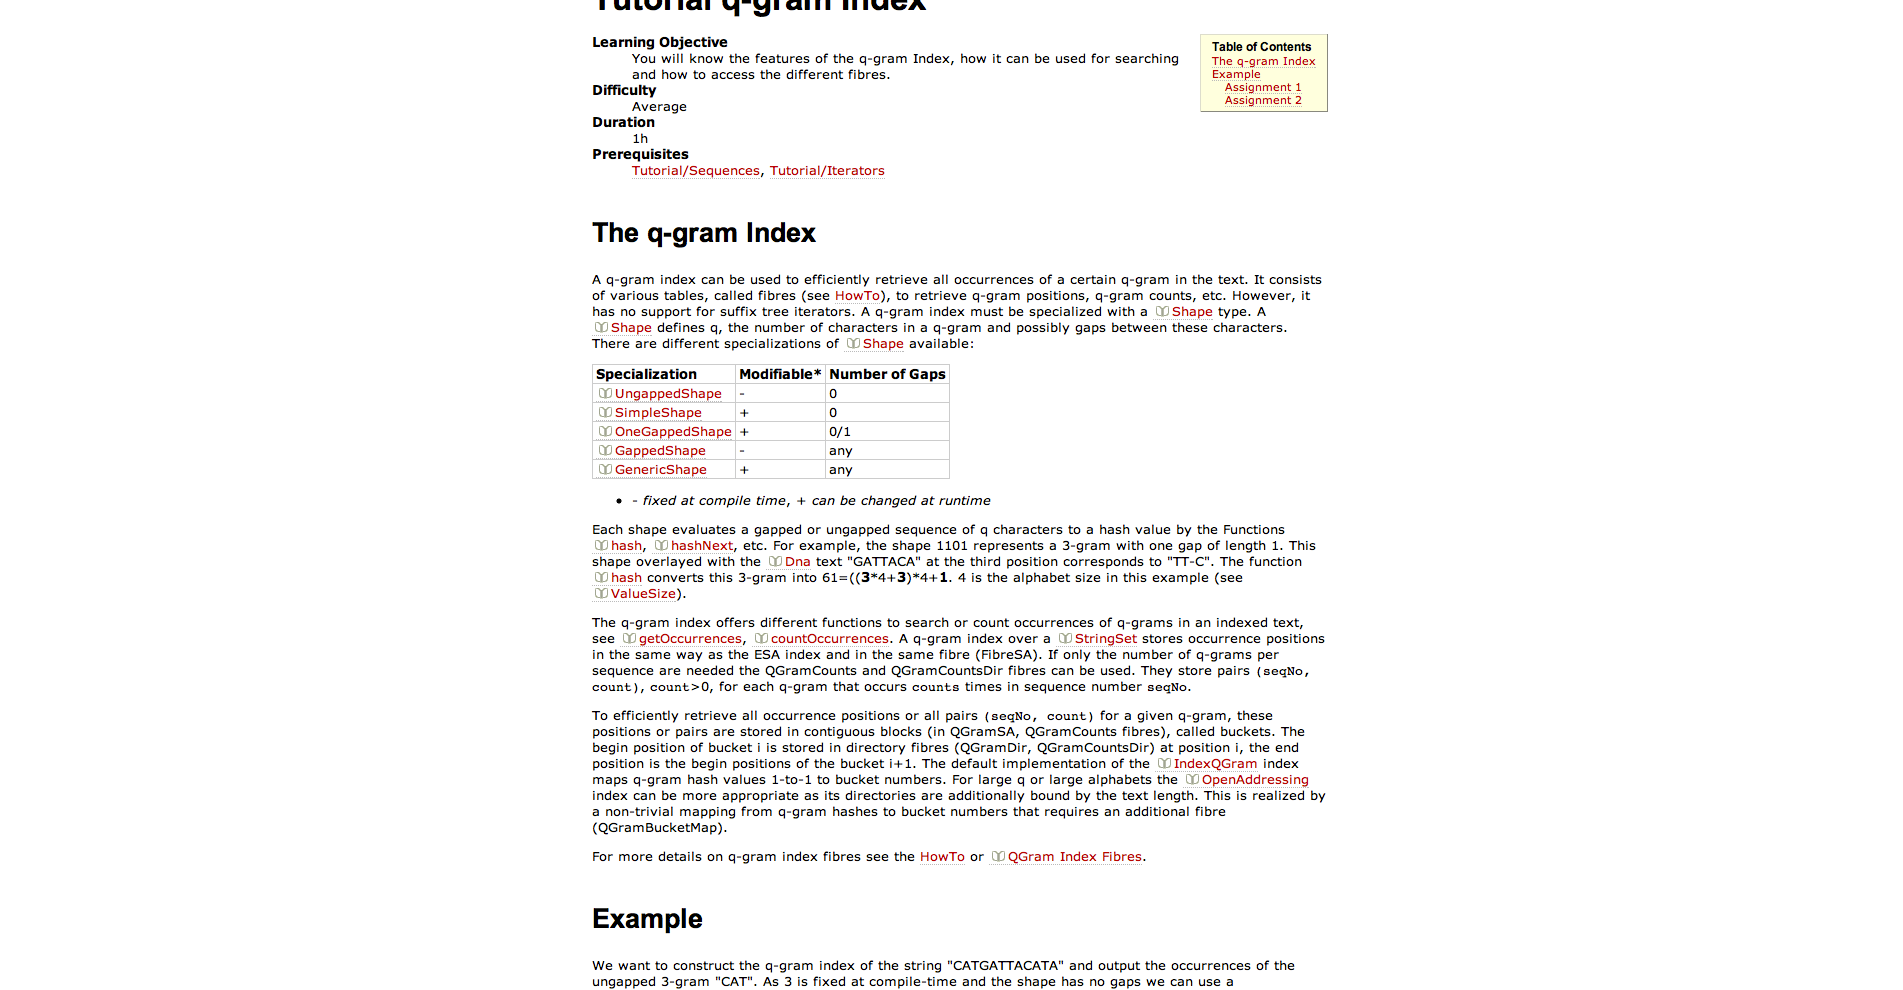 Tutorial q-gram Index
Learning Objective
You will know the features of the q-gram Index, how it can be used for searching
and how to access the different fibres.
Difficulty
Average
Duration
1h
Prerequisites
Tutorial/Sequences, Tutorial/Iterators
Table of Contents
The q-gram Index
Example
Assignment 1
Assignment 2
The q-gram Index
A q-gram index can be used to efficiently retrieve all occurrences of a certain q-gram in the text. It consists
of various tables, called fibres (see HowTo), to retrieve q-gram positions, q-gram counts, etc. However, it
has no support for suffix tree iterators. A q-gram index must be specialized with a Shape type. A
Shape defines q, the number of characters in a q-gram and possibly gaps between these characters.
There are different specializations of Shape available:
Specialization Modifiable* Number of Gaps
UngappedShape - 0
SimpleShape + 0
OneGappedShape + 0/1
GappedShape - any
GenericShape + any
• - fixed at compile time, + can be changed at runtime
Each shape evaluates a gapped or ungapped sequence of q characters to a hash value by the Functions
hash, hashNext, etc. For example, the shape 1101 represents a 3-gram with one gap of length 1. This
shape overlayed with the Dna text "GATTACA" at the third position corresponds to "TT-C". The function
hash converts this 3-gram into 61=((3*4+3)*4+1. 4 is the alphabet size in this example (see
ValueSize).
The q-gram index offers different functions to search or count occurrences of q-grams in an indexed text,
see getOccurrences, countOccurrences. A q-gram index over a StringSet stores occurrence positions
in the same way as the ESA index and in the same fibre (FibreSA). If only the number of q-grams per
sequence are needed the QGramCounts and QGramCountsDir fibres can be used. They store pairs (seqNo,
count), count>0, for each q-gram that occurs counts times in sequence number seqNo.
To efficiently retrieve all occurrence positions or all pairs (seqNo, count) for a given q-gram, these
positions or pairs are stored in contiguous blocks (in QGramSA, QGramCounts fibres), called buckets. The
begin position of bucket i is stored in directory fibres (QGramDir, QGramCountsDir) at position i, the end
position is the begin positions of the bucket i+1. The default implementation of the IndexQGram index
maps q-gram hash values 1-to-1 to bucket numbers. For large q or large alphabets the OpenAddressing
index can be more appropriate as its directories are additionally bound by the text length. This is realized by
a non-trivial mapping from q-gram hashes to bucket numbers that requires an additional fibre
(QGramBucketMap).
For more details on q-gram index fibres see the HowTo or QGram Index Fibres.
Example
We want to construct the q-gram index of the string "CATGATTACATA" and output the occurrences of the
ungapped 3-gram "CAT". As 3 is fixed at compile-time and the shape has no gaps we can use a